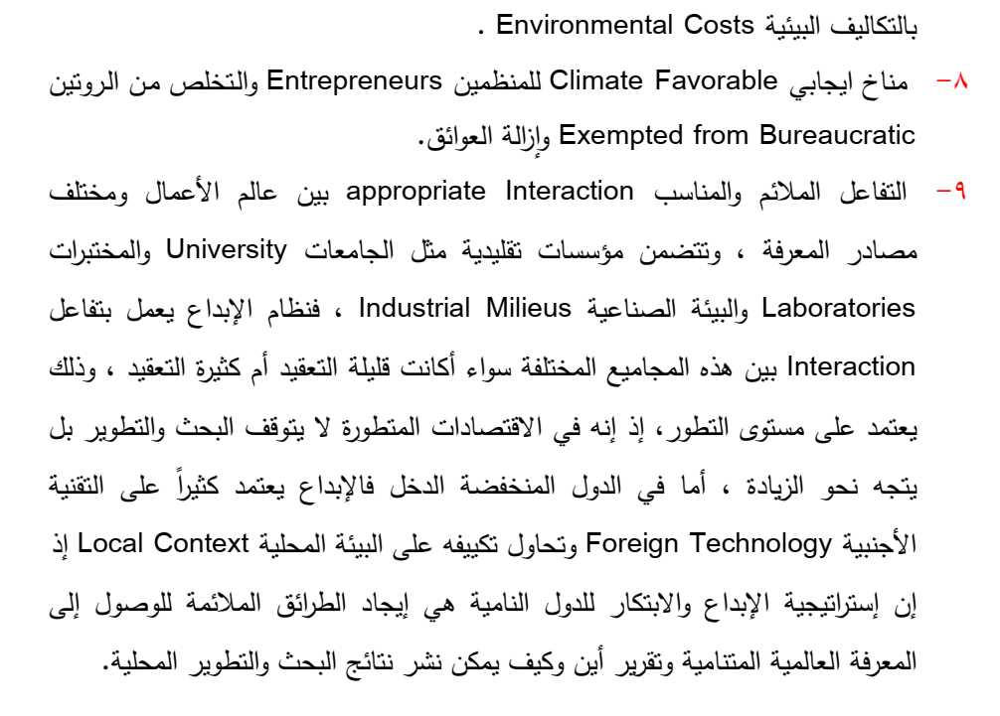 بالتكاليف البيئية Environmental Costs .
٨- مناخ ايجابي Climate Favorable للمنظمين Entrepreneurs والتخلص من الروتين
Exempted from Bureaucratic وإزالة العوائق.
٩- التفاعل الملائم والمناسب appropriate Interaction بين عالم الأعمال ومختلف
مصادر المعرفة ، وتتضمن مؤسسات تقليدية مثل الجامعات University والمختبرات
Laboratories والبيئة الصناعية Industrial Milieus ، فنظام الإبداع يعمل بتفاعل
Interaction بين هذه المجاميع المختلفة سواء أكانت قليلة التعقيد أم كثيرة التعقيد ، وذلك
يعتمد على مستوى التطور، إذ إنه في الاقتصادات المتطورة لا يتوقف البحث والتطوير بل
يتجه نحو الزيادة ، أما في الدول المنخفضة الدخل فالإبداع يعتمد كثيراً على التقنية
الأجنبية Foreign Technology وتحاول تكييفه على البيئة المحلية Local Context إذ
إن إستراتيجية الإبداع والابتكار للدول النامية هي إيجاد الطرائق الملائمة للوصول إلى
المعرفة العالمية المتنامية وتقرير أين وكيف يمكن نشر نتائج البحث والتطوير المحلية.